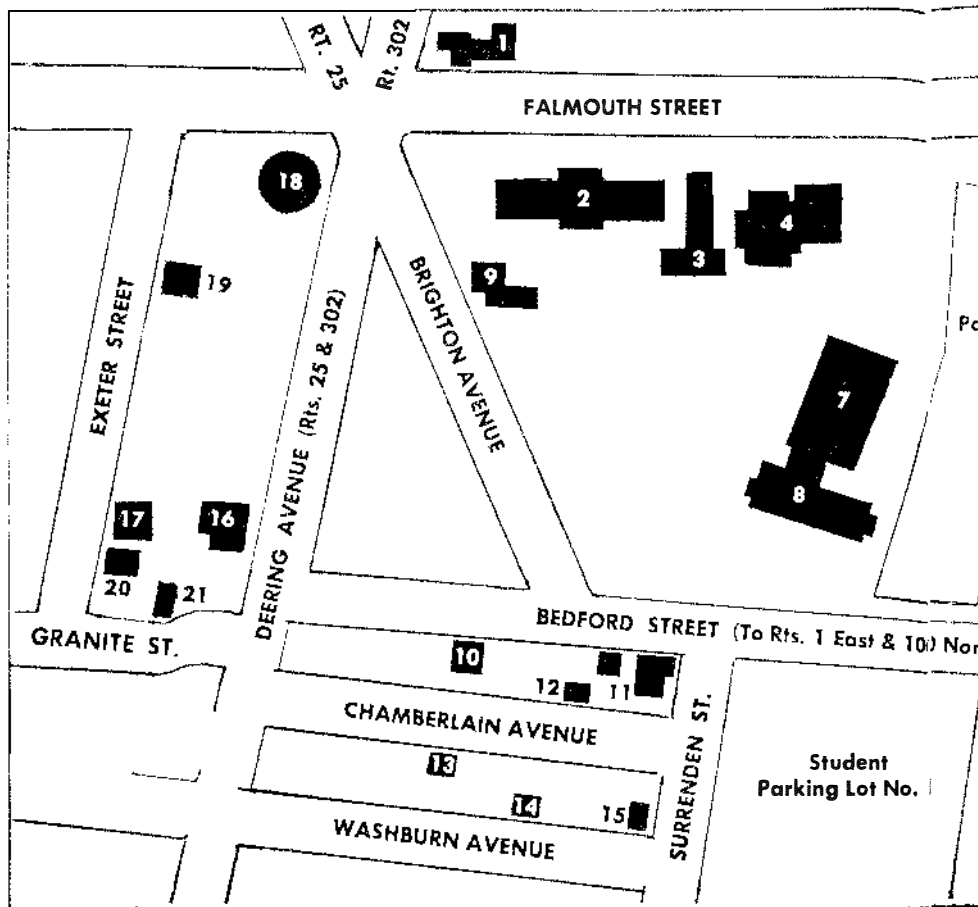 RT. 25
Rt. 302
1
FALMOUTH STREET
18
2
4
3
19
9
EXETER STREET
DEERING AVENUE (Rts. 25 & 302)
BRIGHTON AVENUE
7
8
17
16
20
21
GRANITE ST.
BEDFORD STREET (To Rts. 1 East & 100 Nor
10
12
11
CHAMBERLAIN AVENUE
SURRENDEN ST.
13
14
15
WASHBURN AVENUE
Student
Parking Lot No.